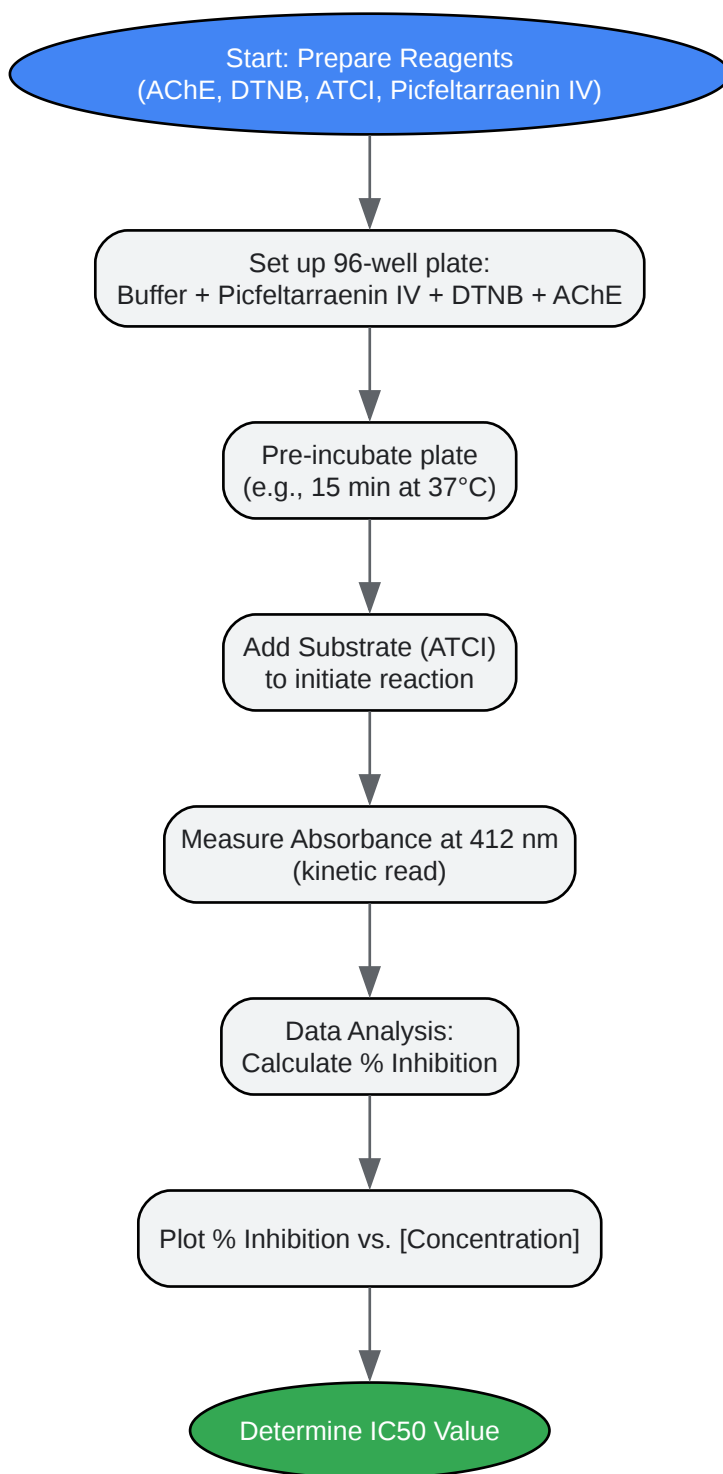 Start: Prepare Reagents
(AChE, DTNB, ATCI, Picfeltarraenin IV)
Set up 96-well plate:
Buffer + Picfeltarraenin IV + DTNB + AChE
Pre-incubate plate
(e.g., 15 min at 37°C)
Add Substrate (ATCI)
to initiate reaction
Measure Absorbance at 412 nm
(kinetic read)
Data Analysis:
Calculate % Inhibition
Plot % Inhibition vs. [Concentration]
Determine IC50 Value